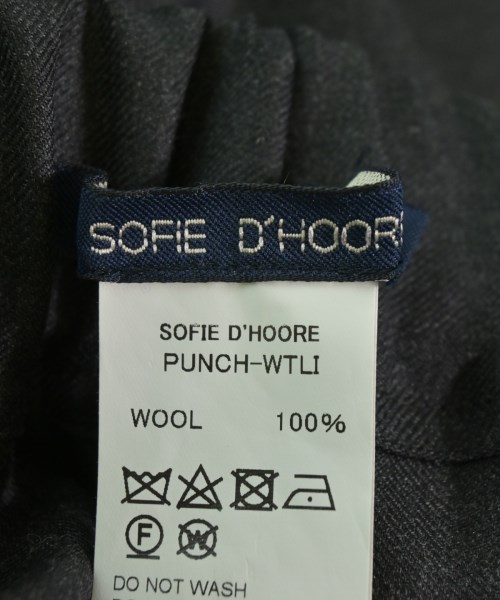 SOFIE D'HOORE
SOFIE D'HOORE
PUNCH-WTLI
WOOL 100%
F W
DO NOT WASH